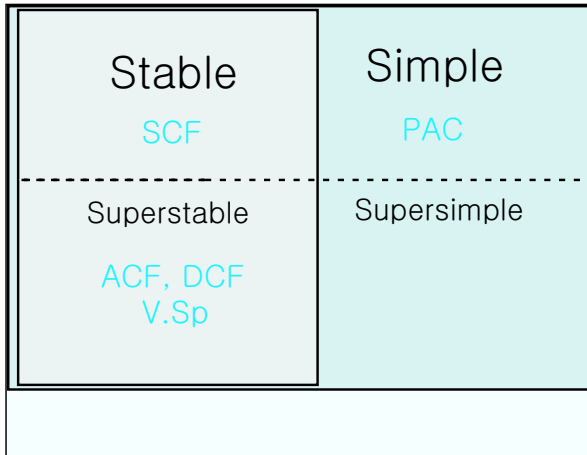 Stable
SCF
Simple
PAC
Superstable
Supersimple
ACF, DCF
V.Sp